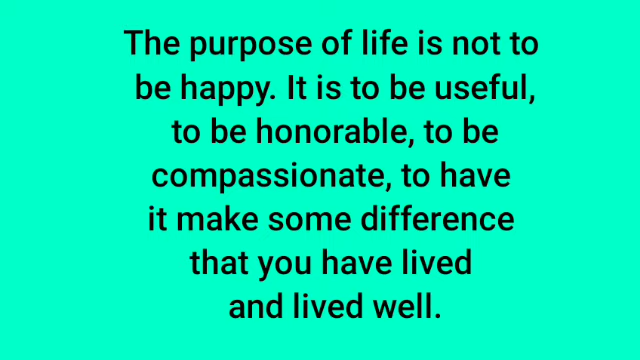 The purpose of life is not to
be happy. It is to be useful,
to be honorable, to be
compassionate, to have
it make some difference
that you have lived
and lived well.